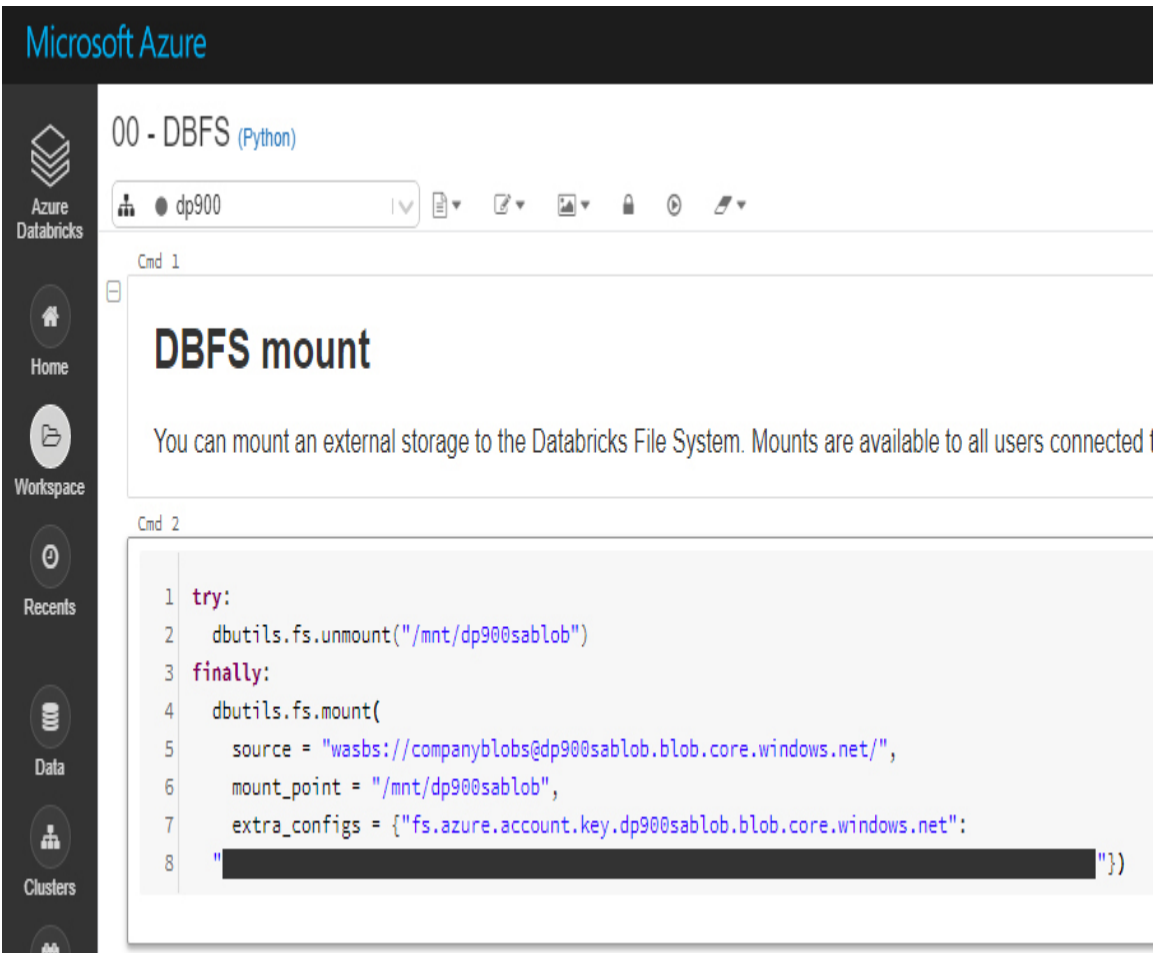 Microsoft Azure
Azure
Databricks
Home
Workspace
Recents
Data
Clusters
00 - DBFS (Python)
dp900
Cmd 1
DBFS mount
You can mount an external storage to the Databricks File System. Mounts are available to all users connected
Cmd 2
1 try:
2 dbutils.fs.unmount("/mnt/dp900sablob")
3 finally:
4 dbutils.fs.mount(
5 source = "wasbs://companyblobs@dp900sablob.blob.core.windows.net/",
6 mount_point = "/mnt/dp900sablob",
7 extra_configs = {"fs.azure.account.key.dp900sablob.blob.core.windows.net":
8 ""})